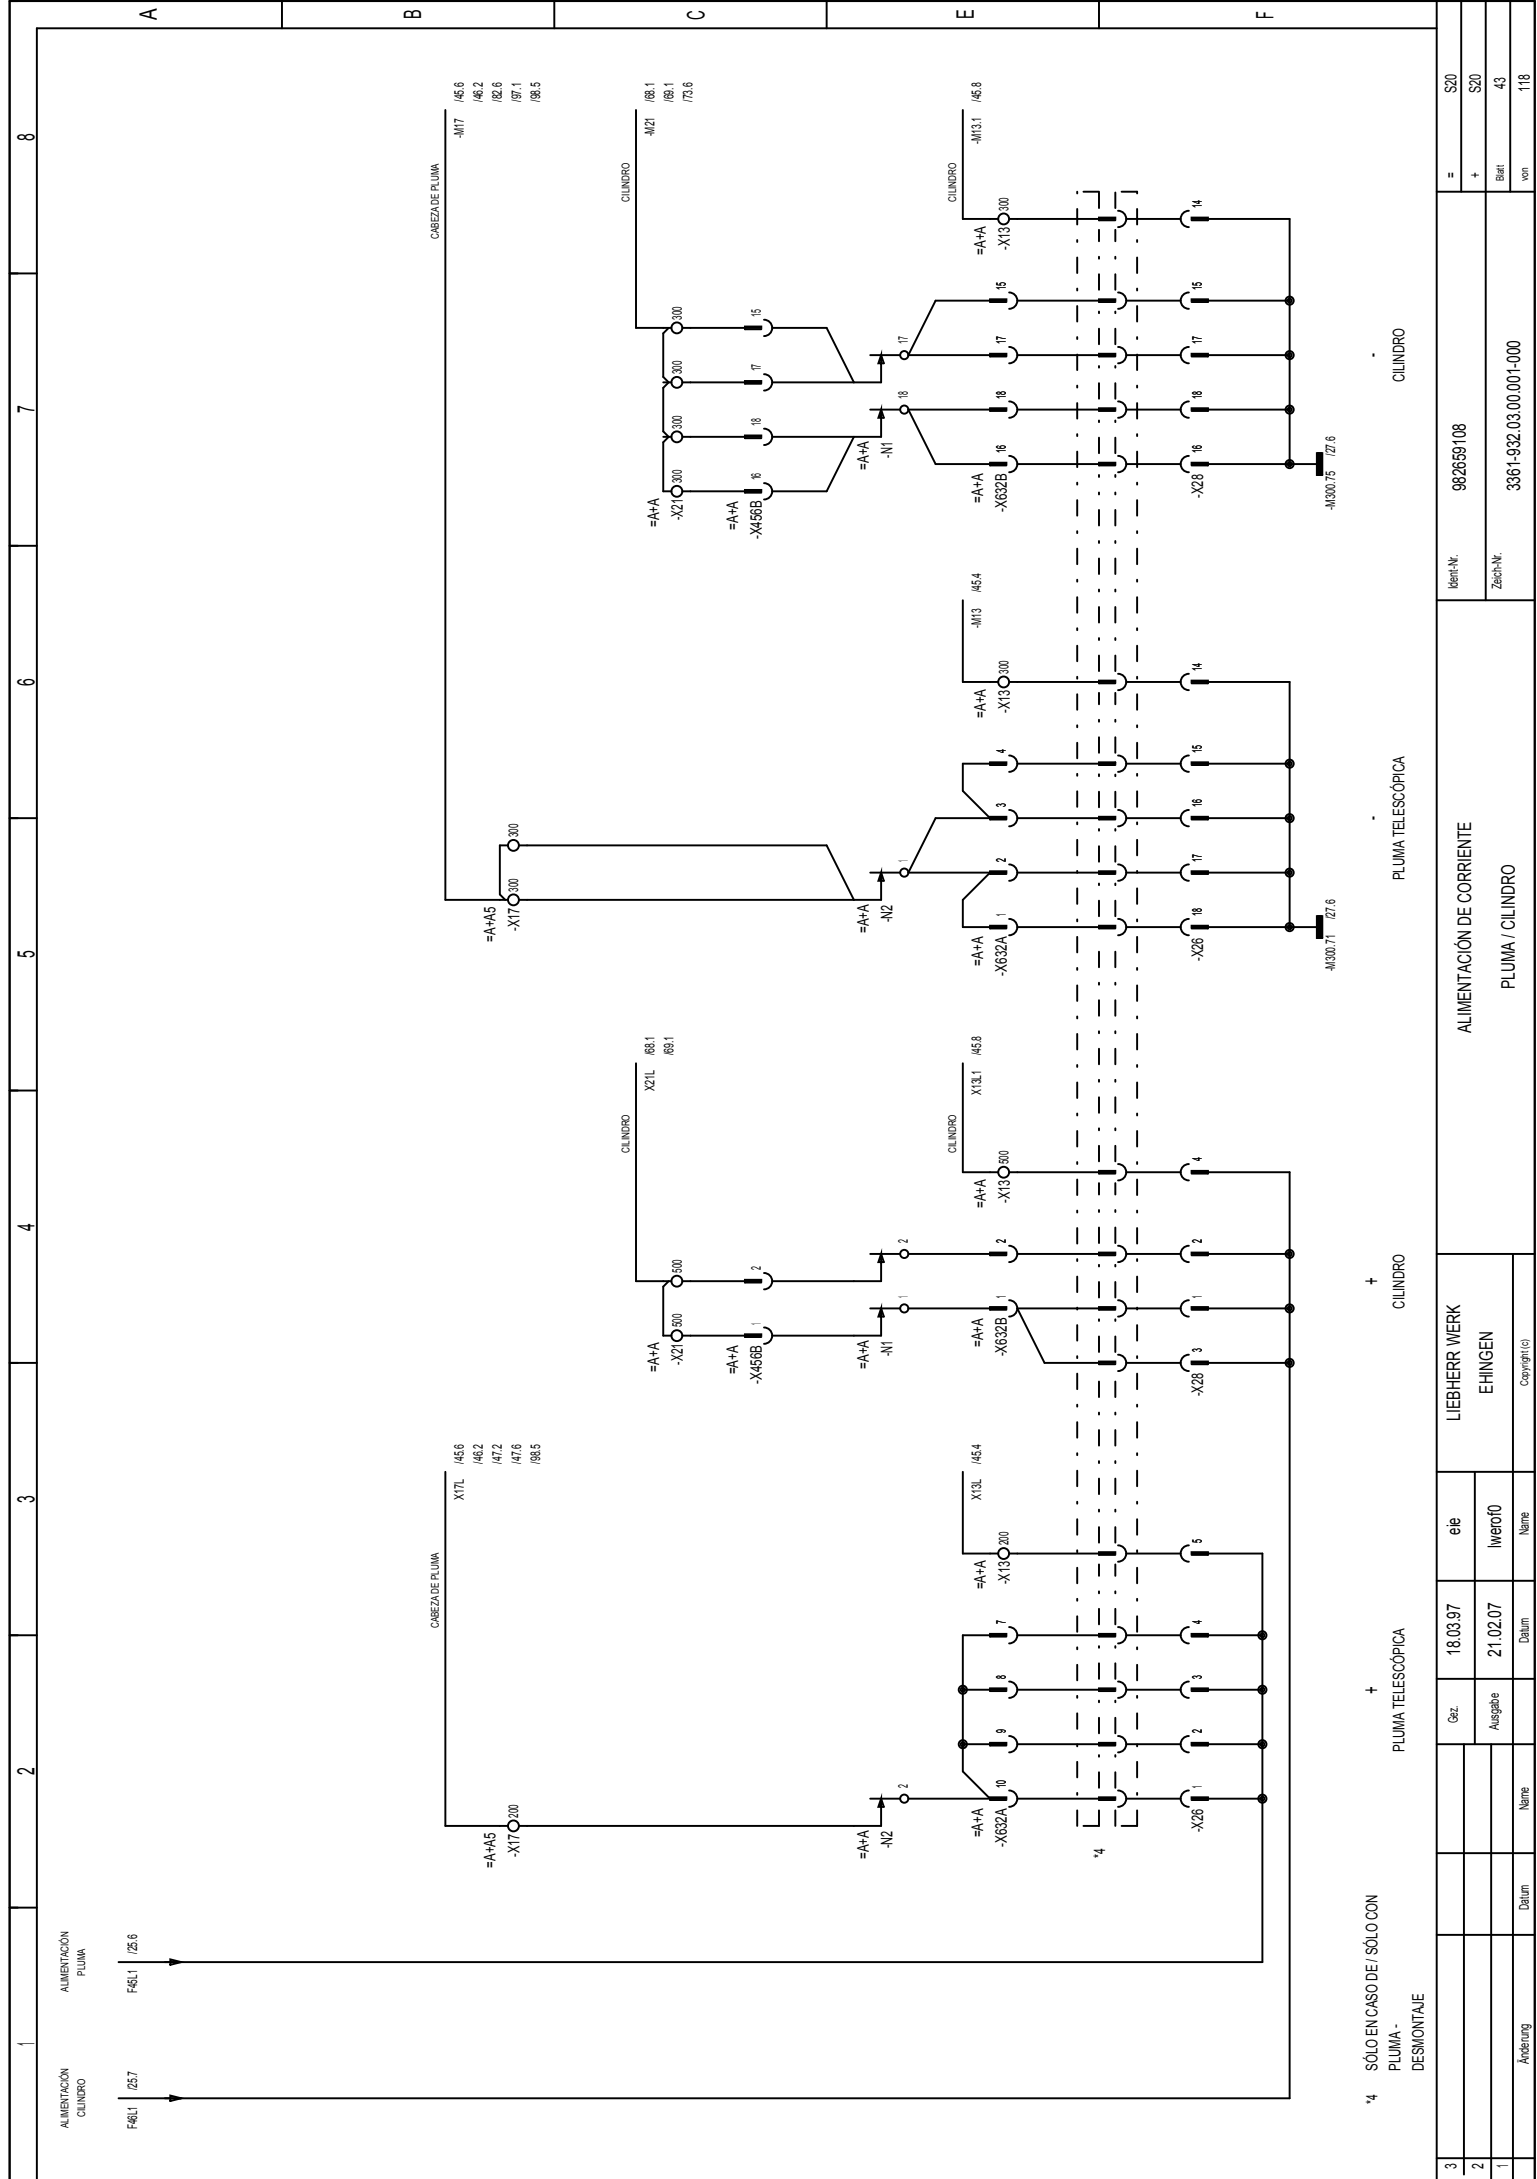 1
2
3
4
5
6
7
8
A
B
C
E
F
ALIMENTACIÓN
CILINDRO
F46L1 /25.7
ALIMENTACIÓN
PLUMA
F45L1 /25.6
CABEZA DE PLUMA
X17L /45.6
/46.2
/47.2
/47.6
/98.5
=A+A5
-X17 200
=A+A
-N2 2
=A+A
-X632A 10 9 8 7
=A+A
-X13 200
X13L /45.4
*4
-X26 1 2 3 4 5
CILINDRO
X21L /68.1
/69.1
=A+A
-X21 500 500
=A+A
-X456B 1 2
=A+A
-N1 1 2
=A+A
-X632B 1 2
CILINDRO
X13L1 /45.8
=A+A
-X13 500
-X28 3 1 2 4
CABEZA DE PLUMA
-M17 /45.6
/46.2
/82.6
/97.1
/98.5
=A+A5
-X17 300 300
=A+A
-N2 1
=A+A
-X632A 1 2 3 4
=A+A
-X13 300
-M13 /45.4
-X26 18 17 16 15 14
-M300.71 /27.6
CILINDRO
-M21 /68.1
/69.1
/73.6
=A+A
-X21 300 300 300 300
=A+A
-X456B 16 18 17 15
=A+A
-N1 18 17
=A+A
-X632B 16 18 17 15
CILINDRO
-M13.1 /45.8
=A+A
-X13 300
-X28 16 18 17 15 14
-M300.75 /27.6
+
PLUMA TELESCÓPICA
+
CILINDRO
-
PLUMA TELESCÓPICA
-
CILINDRO
*4 SÓLO EN CASO DE / SÓLO CON
PLUMA -
DESMONTAJE
3
2
1
Änderung Datum Name
Gez. 18.03.97 eie
Ausgabe 21.02.07 lwerof0
Datum Name
LIEBHERR WERK
EHINGEN
Copyright (c)
ALIMENTACIÓN DE CORRIENTE
PLUMA / CILINDRO
Ident-Nr. 982659108
Zeich-Nr. 3361-932.03.00.001-000
= S20
+ S20
Blatt 43
von 118